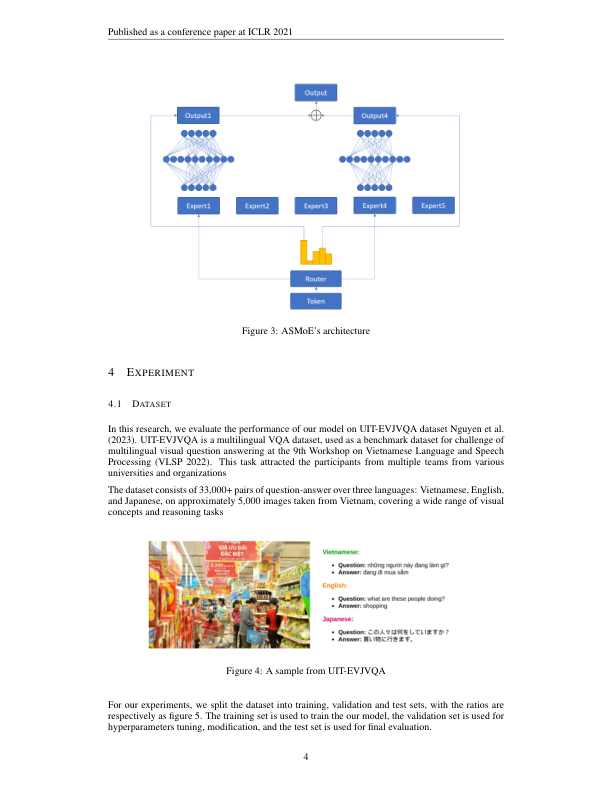 Published as a conference paper at ICLR 2021
Output
Output1
Output4
Expert1
Expert2
Expert3
Expert4
Expert5
Router
Token
Figure 3: ASMoE's architecture
4 EXPERIMENT
4.1 DATASET
In this research, we evaluate the performance of our model on UIT-EVJVQA dataset Nguyen et al.
(2023). UIT-EVJVQA is a multilingual VQA dataset, used as a benchmark dataset for challenge of
multilingual visual question answering at the 9th Workshop on Vietnamese Language and Speech
Processing (VLSP 2022). This task attracted the participants from multiple teams from various
universities and organizations
The dataset consists of 33,000+ pairs of question-answer over three languages: Vietnamese, English,
and Japanese, on approximately 5,000 images taken from Vietnam, covering a wide range of visual
concepts and reasoning tasks
GIÁ ƯU ĐÃI
ĐẶC BIỆT
Vietnamese:
• Question: những người này đang làm gì?
• Answer: đang đi mua sắm
English:
• Question: what are these people doing?
• Answer: shopping
Japanese:
• Question: この人々は何をしていますか？
• Answer: 買い物に行きます。
Figure 4: A sample from UIT-EVJVQA
For our experiments, we split the dataset into training, validation and test sets, with the ratios are
respectively as figure 5. The training set is used to train the our model, the validation set is used for
hyperparameters tuning, modification, and the test set is used for final evaluation.
4